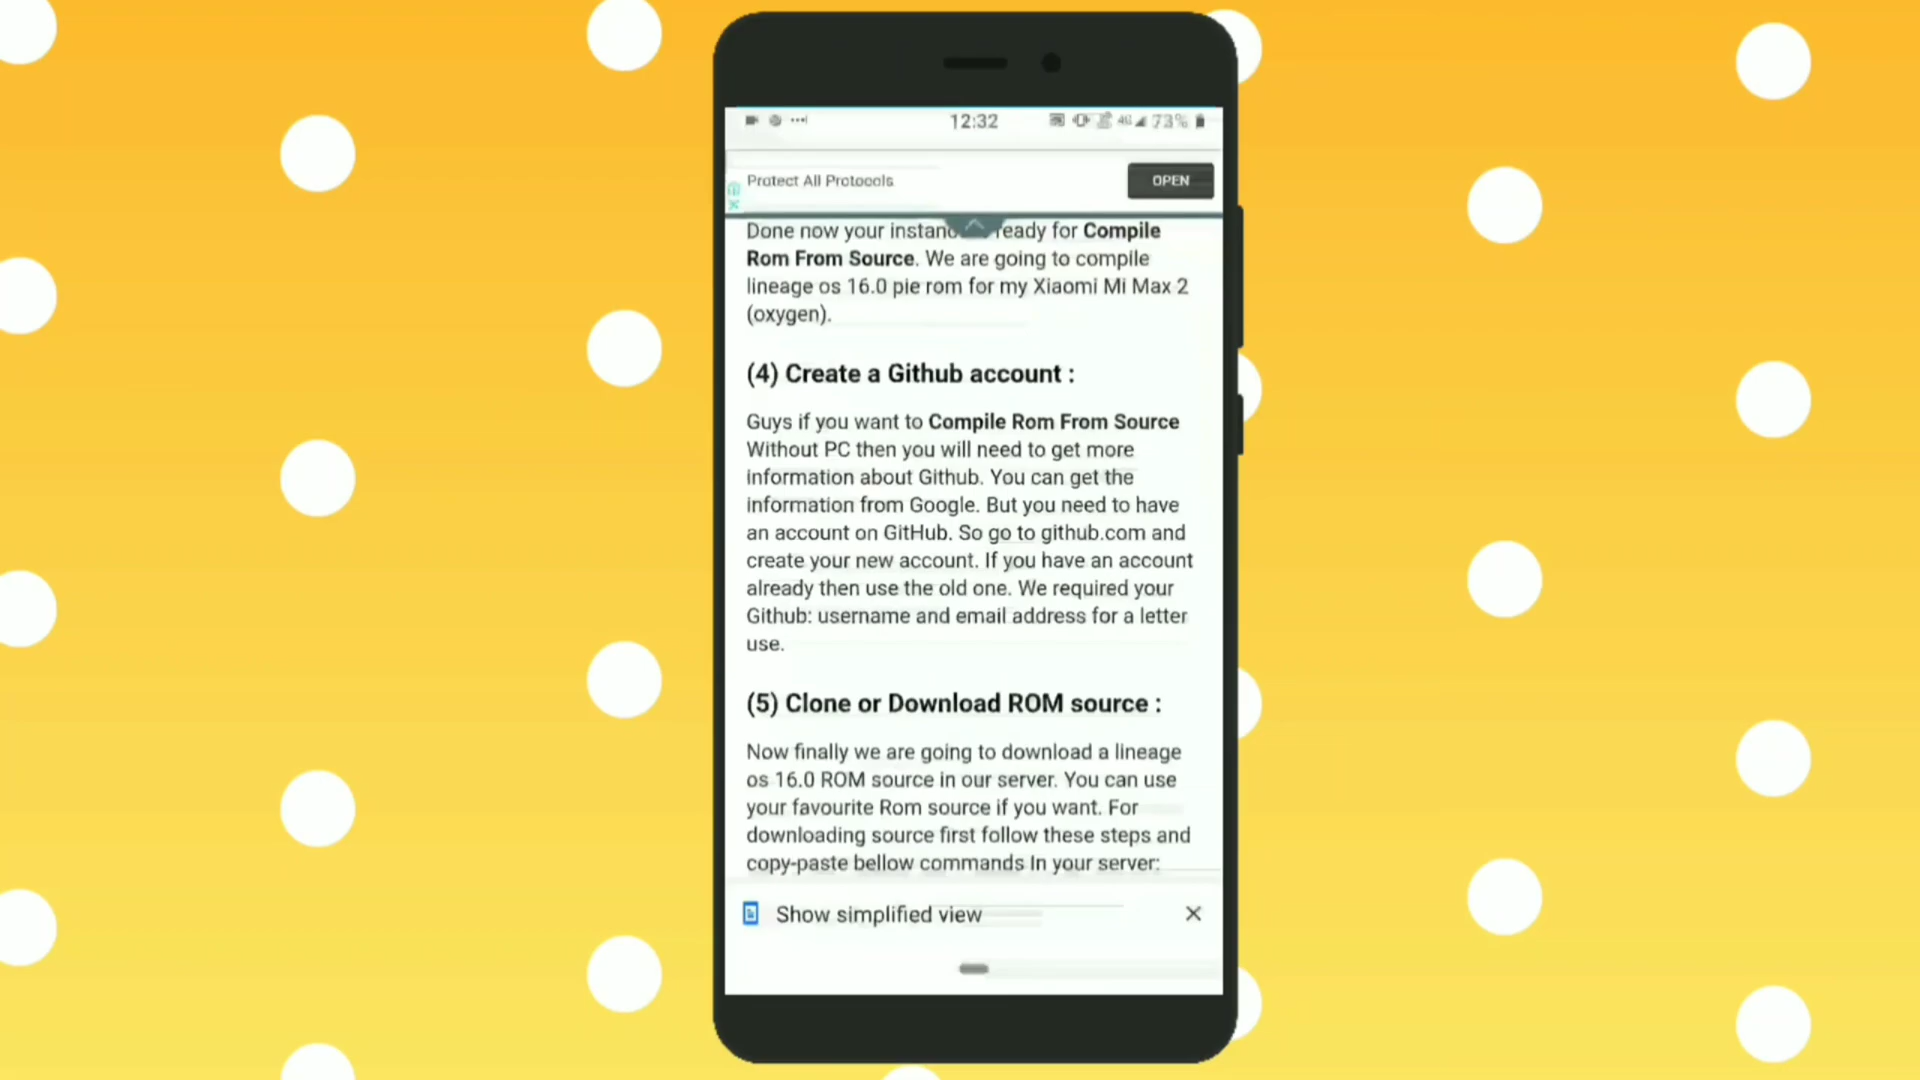 12:32
4G 73%
Protect All Protocols
OPEN
Done now your ready for Compile
Rom From Source. We are going to compile
lineage os 16.0 pie rom for my Xiaomi Mi Max 2
(oxygen).
(4) Create a Github account :
Guys if you want to Compile Rom From Source
Without PC then you will need to get more
information about Github. You can get the
information from Google. But you need to have
an account on GitHub. So go to github.com and
create your new account. If you have an account
already then use the old one. We required your
Github: username and email address for a letter
use.
(5) Clone or Download ROM source :
Now finally we are going to download a lineage
os 16.0 ROM source in our server. You can use
your favourite Rom source if you want. For
downloading source first follow these steps and
copy-paste bellow commands In your server:
Show simplified view